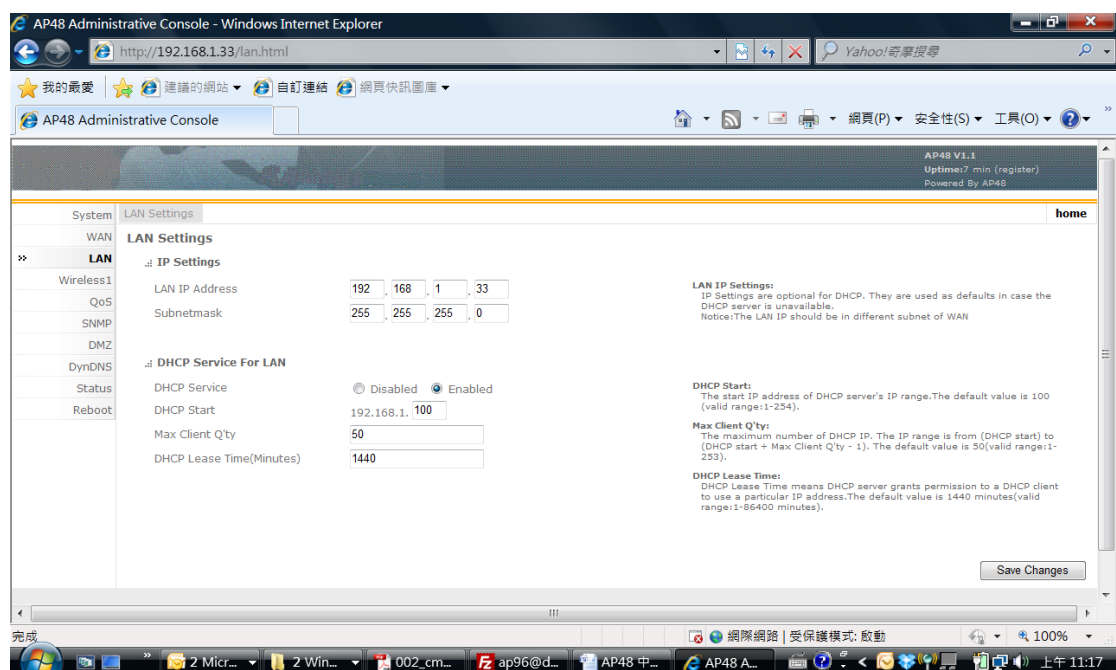 AP48 Administrative Console - Windows Internet Explorer
http://192.168.1.33/lan.html
Yahoo!奇摩搜尋
我的最愛
建議的網站
自訂連結
網頁快訊圖庫
AP48 Administrative Console
網頁(P)
安全性(S)
工具(O)
AP48 V1.1
Uptime:7 min (register)
Powered By AP48
System
WAN
LAN
Wireless1
QoS
SNMP
DMZ
DynDNS
Status
Reboot
LAN Settings
home
LAN Settings
IP Settings
LAN IP Address 192 . 168 . 1 . 33
Subnetmask 255 . 255 . 255 . 0
LAN IP Settings:
IP Settings are optional for DHCP. They are used as defaults in case the
DHCP server is unavailable.
Notice:The LAN IP should be in different subnet of WAN
DHCP Service For LAN
DHCP Service Disabled Enabled
DHCP Start 192.168.1. 100
Max Client Q'ty 50
DHCP Lease Time(Minutes) 1440
DHCP Start:
The start IP address of DHCP server's IP range.The default value is 100
(valid range:1-254).
Max Client Q'ty:
The maximum number of DHCP IP. The IP range is from (DHCP start) to
(DHCP start + Max Client Q'ty - 1). The default value is 50(valid range:1-
253).
DHCP Lease Time:
DHCP Lease Time means DHCP server grants permission to a DHCP client
to use a particular IP address.The default value is 1440 minutes(valid
range:1-86400 minutes).
Save Changes
完成
網際網路 | 受保護模式: 啟動
100%
2 Micr...
2 Win...
002_cm...
ap96@d...
AP48 中...
AP48 A...
上午 11:17